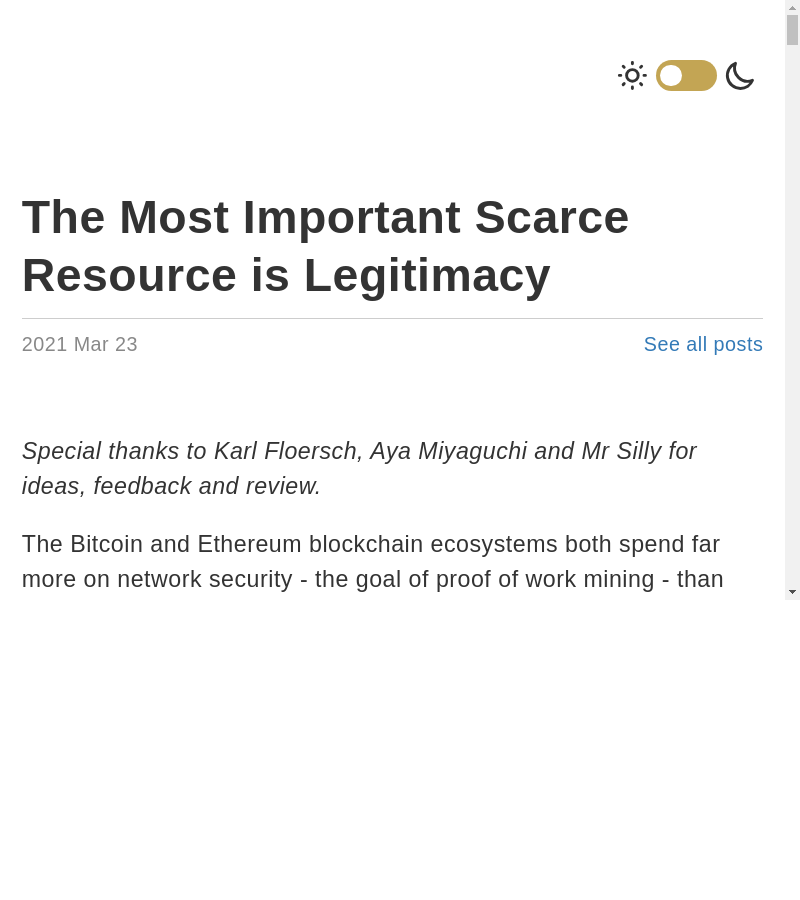 The Most Important Scarce
Resource is Legitimacy
2021 Mar 23
See all posts
Special thanks to Karl Floersch, Aya Miyaguchi and Mr Silly for
ideas, feedback and review.
The Bitcoin and Ethereum blockchain ecosystems both spend far
more on network security - the goal of proof of work mining - than